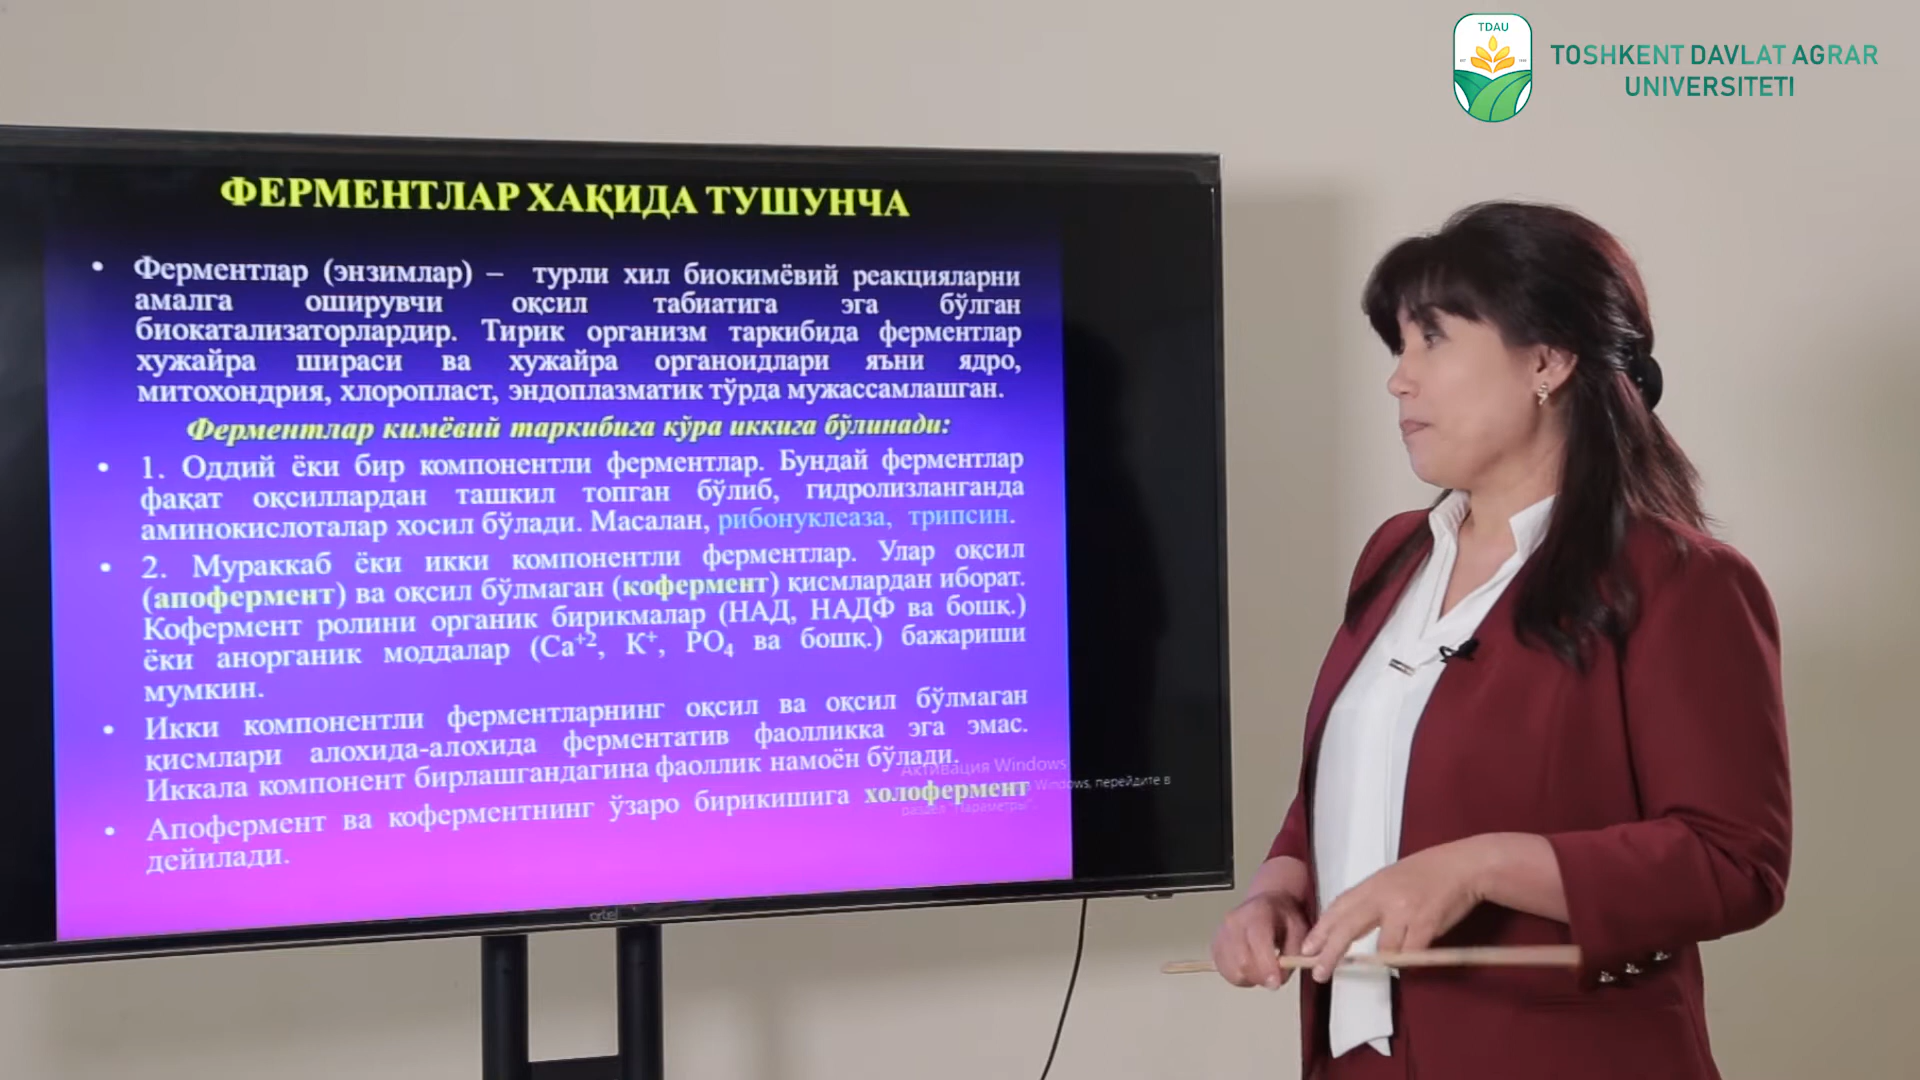 TDAU
TOSHKENT DAVLAT AGRAR
UNIVERSITETI
ФЕРМЕНТЛАР ХАҚИДА ТУШУНЧА
• Ферментлар (энзимлар) – турли хил биокимёвий реакцияларни
амалга оширувчи оқсил табиатига эга бўлган
биокатализаторлардир. Тирик организм таркибида ферментлар
хужайра шираси ва хужайра органоидлари яъни ядро,
митохондрия, хлоропласт, эндоплазматик тўрда мужассамлашган.
Ферментлар кимёвий таркибига кўра иккига бўлинади:
• 1. Оддий ёки бир компонентли ферментлар. Бундай ферментлар
фақат оқсиллардан ташкил топган бўлиб, гидролизланганда
аминокислоталар хосил бўлади. Масалан, рибонуклеаза, трипсин.
• 2. Мураккаб ёки икки компонентли ферментлар. Улар оқсил
(апофермент) ва оқсил бўлмаган (кофермент) қисмлардан иборат.
Кофермент ролини органик бирикмалар (НАД, НАДФ ва бошқ.)
ёки анорганик моддалар (Ca⁺², K⁺, PO₄ ва бошқ.) бажариши
мумкин.
• Икки компонентли ферментларнинг оқсил ва оқсил бўлмаган
қисмлари алохида-алохида ферментатив фаолликка эга эмас.
Иккала компонент бирлашгандагина фаоллик намоён бўлади.
Активация Windows
Windows, перейдите в
раздел "Параметры".
• Апофермент ва коферментнинг ўзаро бирикишига холофермент
дейилади.
artel